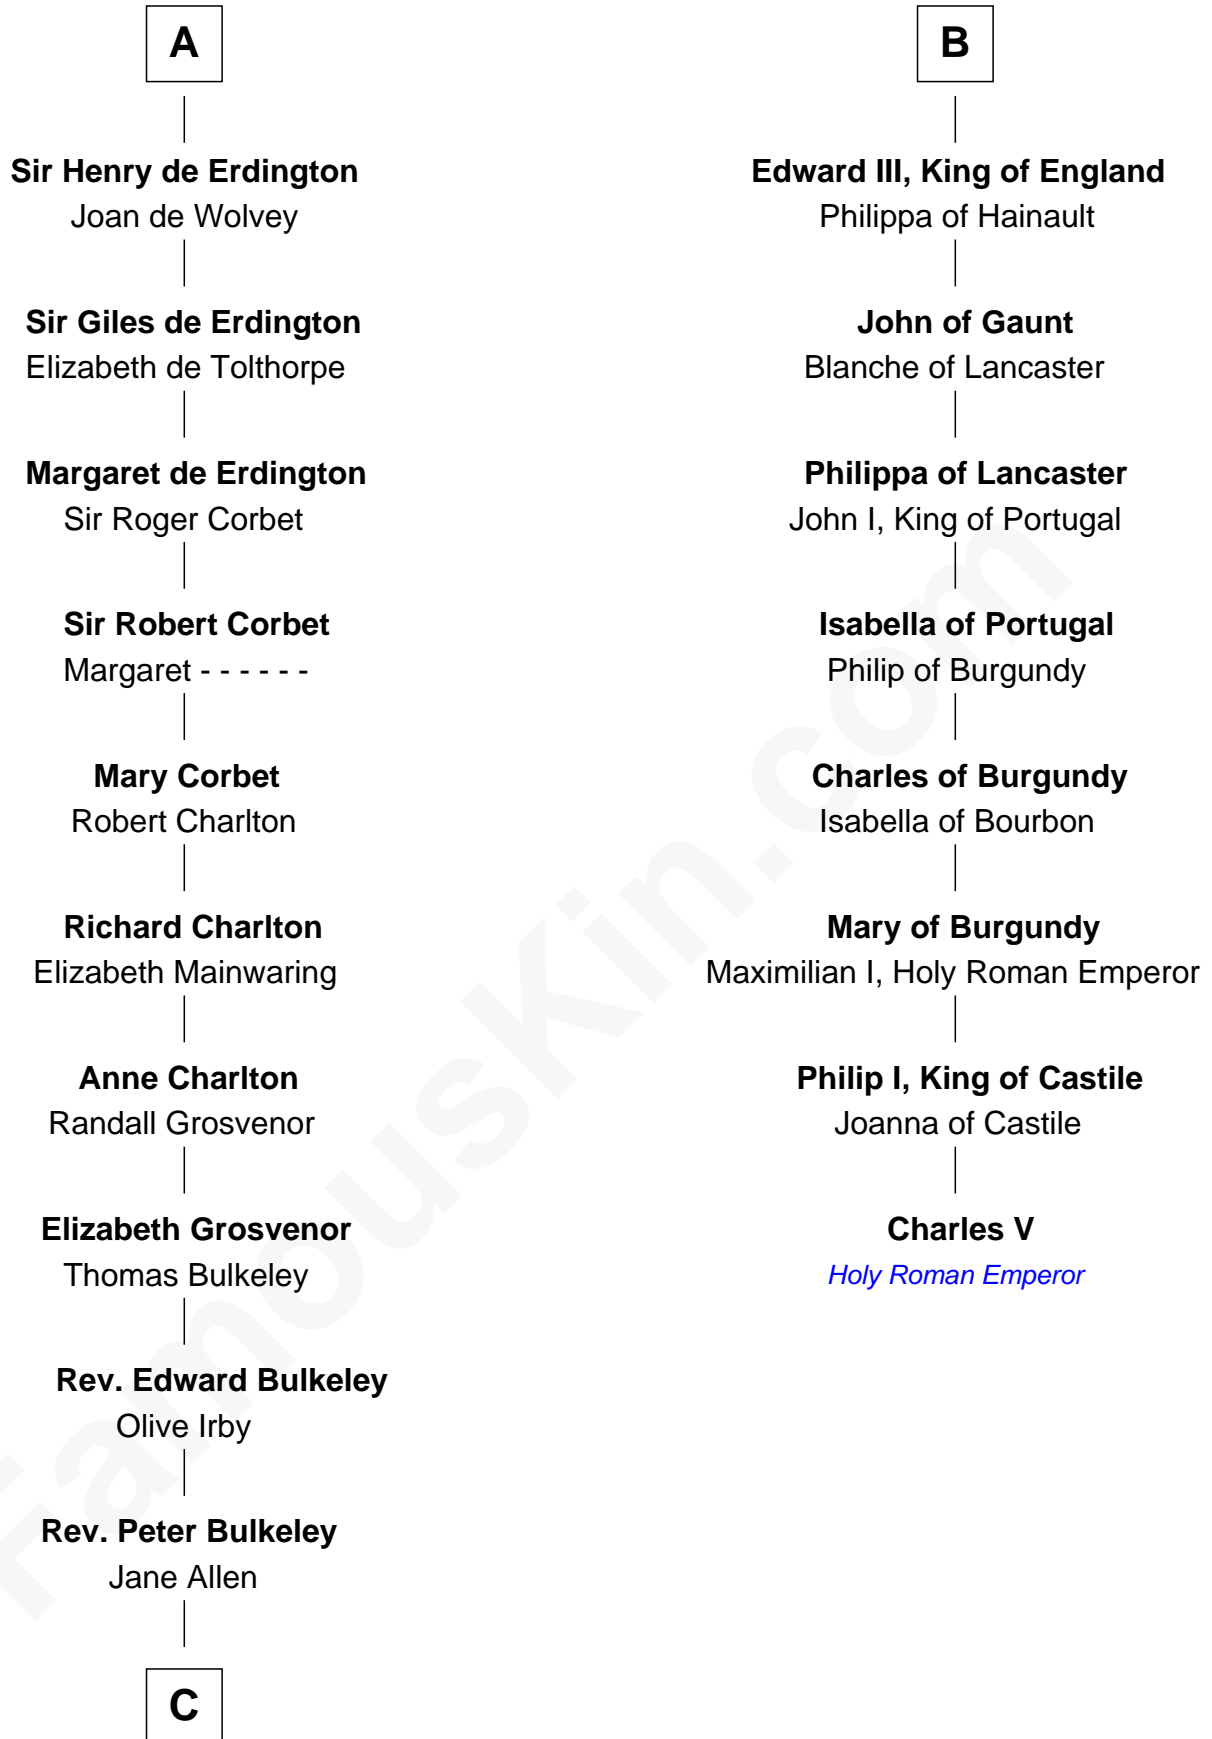 A
Sir Henry de Erdington
Joan de Wolvey
Sir Giles de Erdington
Elizabeth de Tolthorpe
Margaret de Erdington
Sir Roger Corbet
Sir Robert Corbet
Margaret - - - - - -
Mary Corbet
Robert Charlton
Richard Charlton
Elizabeth Mainwaring
Anne Charlton
Randall Grosvenor
Elizabeth Grosvenor
Thomas Bulkeley
Rev. Edward Bulkeley
Olive Irby
Rev. Peter Bulkeley
Jane Allen
C
B
Edward III, King of England
Philippa of Hainault
John of Gaunt
Blanche of Lancaster
Philippa of Lancaster
John I, King of Portugal
Isabella of Portugal
Philip of Burgundy
Charles of Burgundy
Isabella of Bourbon
Mary of Burgundy
Maximilian I, Holy Roman Emperor
Philip I, King of Castile
Joanna of Castile
Charles V
Holy Roman Emperor
FamousKin.com